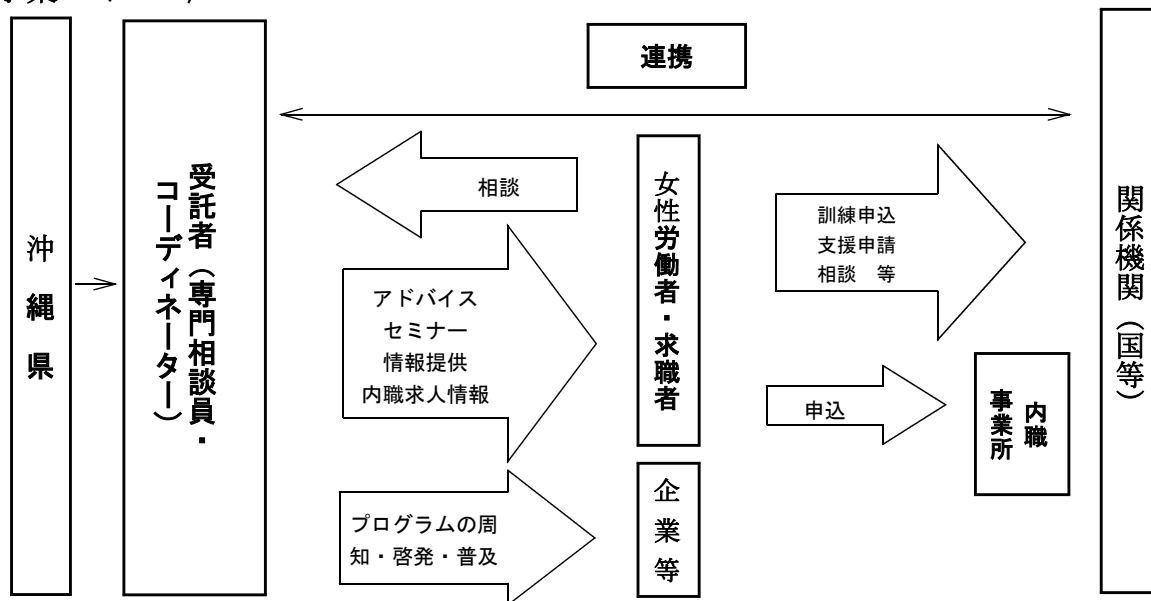 連携
沖縄県
受託者（専門相談員・
コーディネーター）
相談
アドバイス
セミナー
情報提供
内職求人情報
プログラムの周
知・啓発・普及
女性労働者・求職者
企業等
訓練申込
支援申請
相談 等
申込
内職
事業所
関係機関（国等）